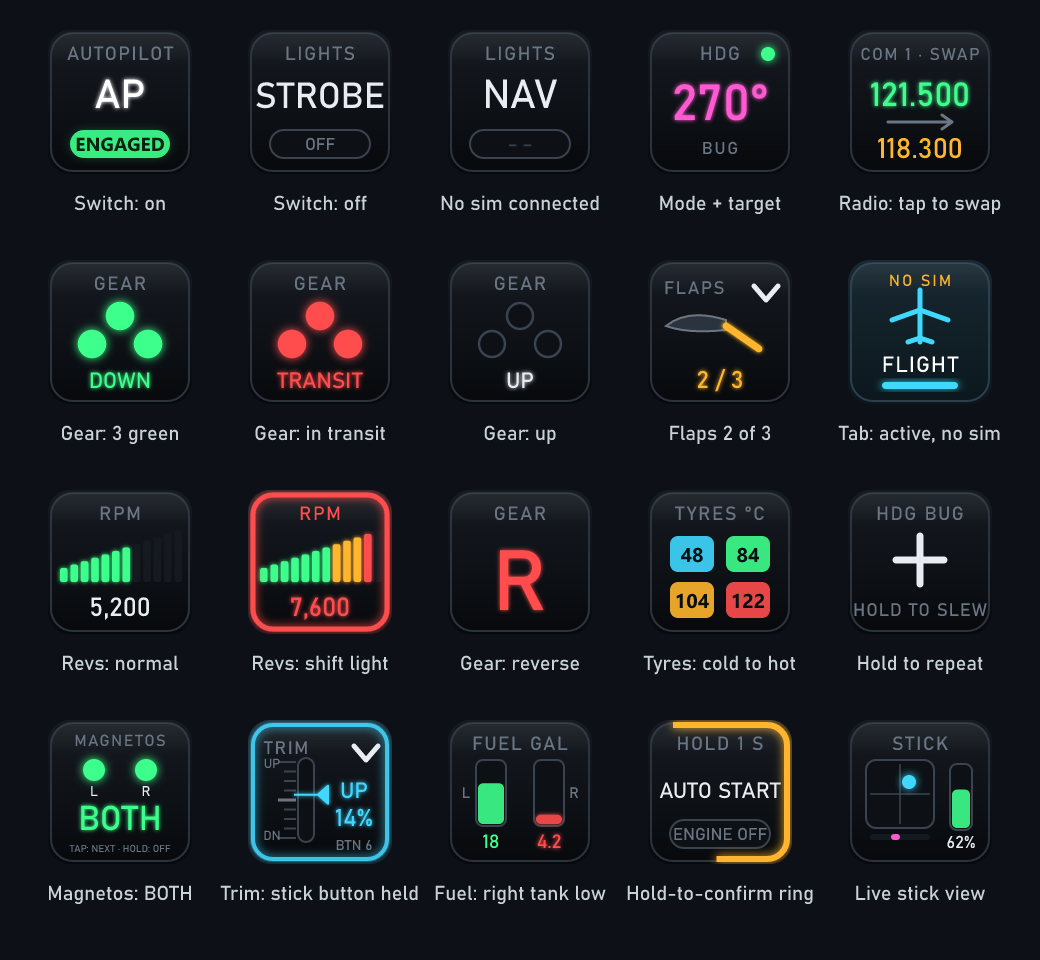 AUTOPILOT
AP
ENGAGED
Switch: on
LIGHTS
STROBE
OFF
Switch: off
LIGHTS
NAV
– –
No sim connected
HDG
270°
BUG
Mode + target
COM 1 · SWAP
121.500
118.300
Radio: tap to swap
GEAR
DOWN
Gear: 3 green
GEAR
TRANSIT
Gear: in transit
GEAR
UP
Gear: up
FLAPS
2 / 3
Flaps 2 of 3
NO SIM
FLIGHT
Tab: active, no sim
RPM
5,200
Revs: normal
RPM
7,600
Revs: shift light
GEAR
R
Gear: reverse
TYRES °C
48 84
104 122
Tyres: cold to hot
HDG BUG
HOLD TO SLEW
Hold to repeat
MAGNETOS
L R
BOTH
TAP: NEXT · HOLD: OFF
Magnetos: BOTH
TRIM
UP
UP
14%
DN
BTN 6
Trim: stick button held
FUEL GAL
L R
18 4.2
Fuel: right tank low
HOLD 1 S
AUTO START
ENGINE OFF
Hold-to-confirm ring
STICK
62%
Live stick view